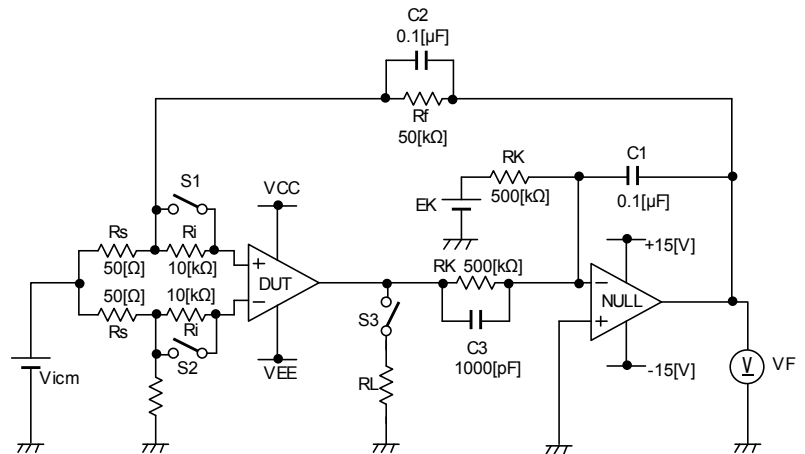 C2
0.1[µF]
Rf
50[kΩ]
S1
VCC
RK
500[kΩ]
C1
0.1[µF]
EK
Rs
50[Ω]
Ri
10[kΩ]
+15[V]
RK 500[kΩ]
DUT
NULL
50[Ω]
10[kΩ]
Rs
Ri
S2
S3
C3
1000[pF]
Vicm
VEE
RL
-15[V]
V
VF
+
−
−
+